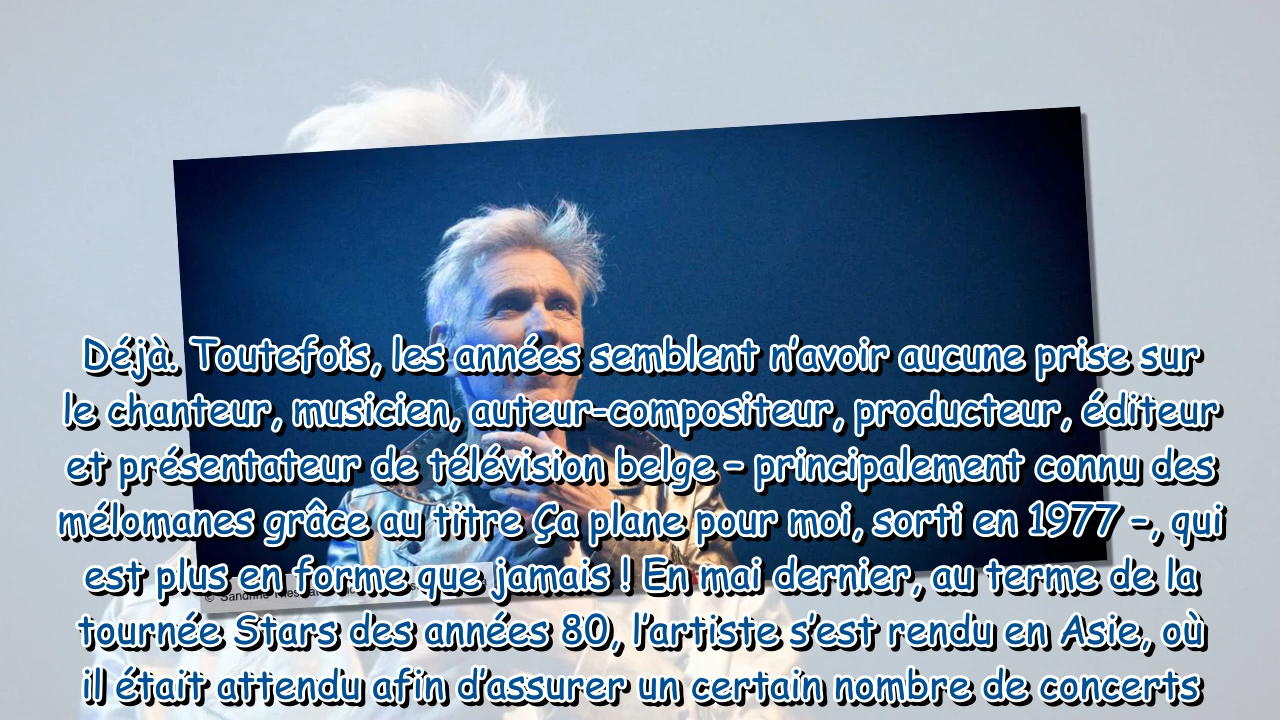 Déjà. Toutefois, les années semblent n’avoir aucune prise sur
le chanteur, musicien, auteur-compositeur, producteur, éditeur
et présentateur de télévision belge – principalement connu des
mélomanes grâce au titre Ça plane pour moi, sorti en 1977 –, qui
est plus en forme que jamais ! En mai dernier, au terme de la
© Sandrine
tournée Stars des années 80, l’artiste s’est rendu en Asie, où
il était attendu afin d’assurer un certain nombre de concerts